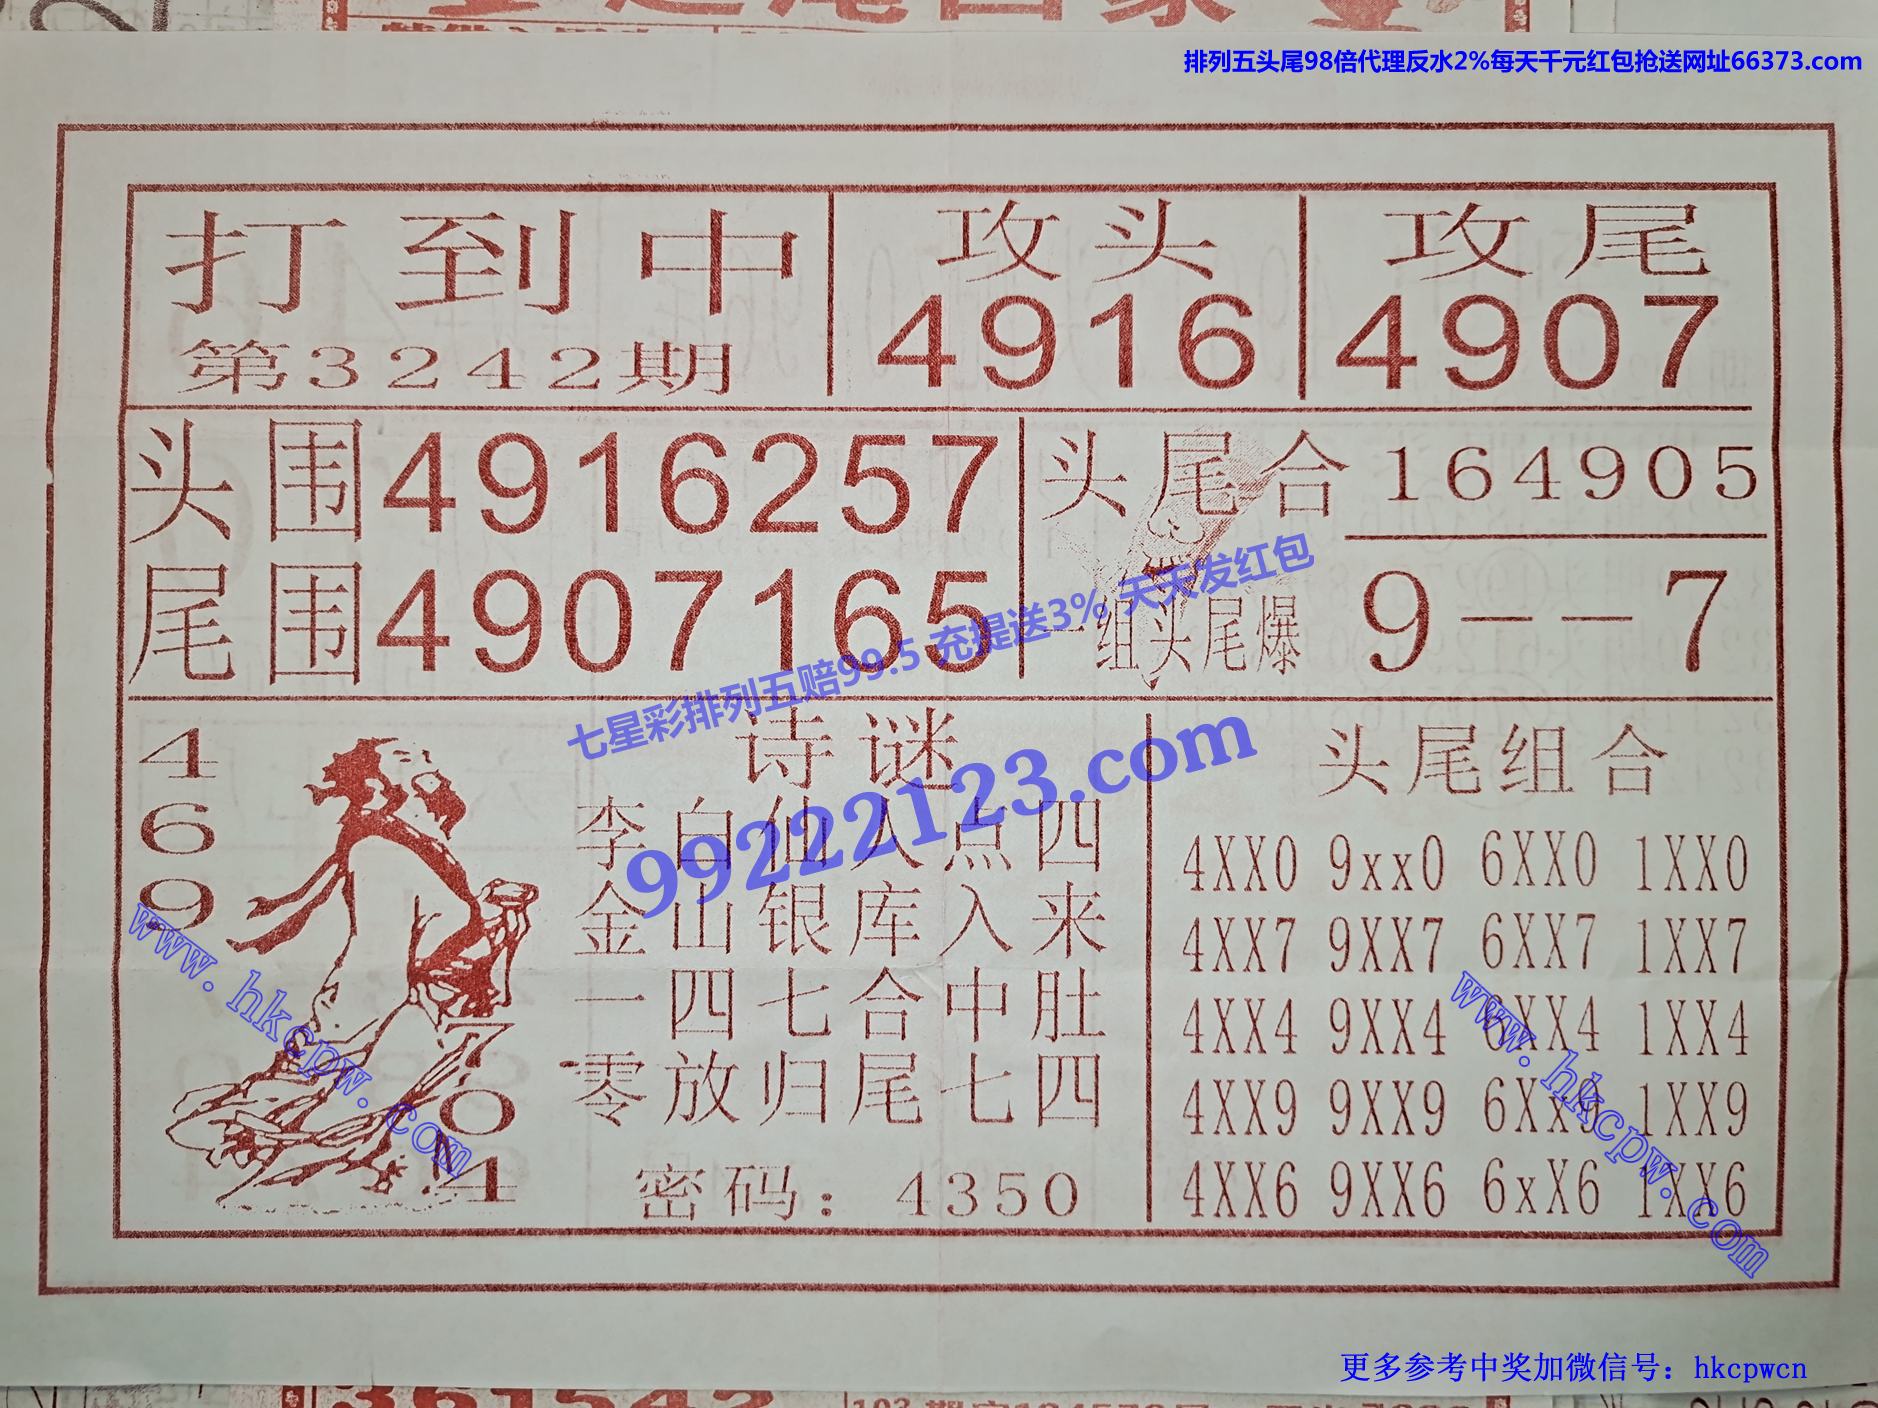 排列五头尾98倍代理反水2%每天千元红包抢送网址66373.com
打到中
第3242期
攻头
4916
攻尾
4907
头围4916257
尾围4907165
头尾合 164905
一组头尾爆 9--7
七星彩排列五赔99.5 充提送3% 天天发红包
99222123.com
4
6
9
7
0
4
诗谜
李白仙人点四
金山银库入来
一四七合中肚
零放归尾七四
密码：4350
头尾组合
4XX0 9xx0 6XX0 1XX0
4XX7 9XX7 6XX7 1XX7
4XX4 9XX4 6XX4 1XX4
4XX9 9XX9 6Xx9 1XX9
4XX6 9XX6 6xX6 1XX6
www.hkcpw.com
www.hkcpw.com
更多参考中奖加微信号：hkcpwcn
361542